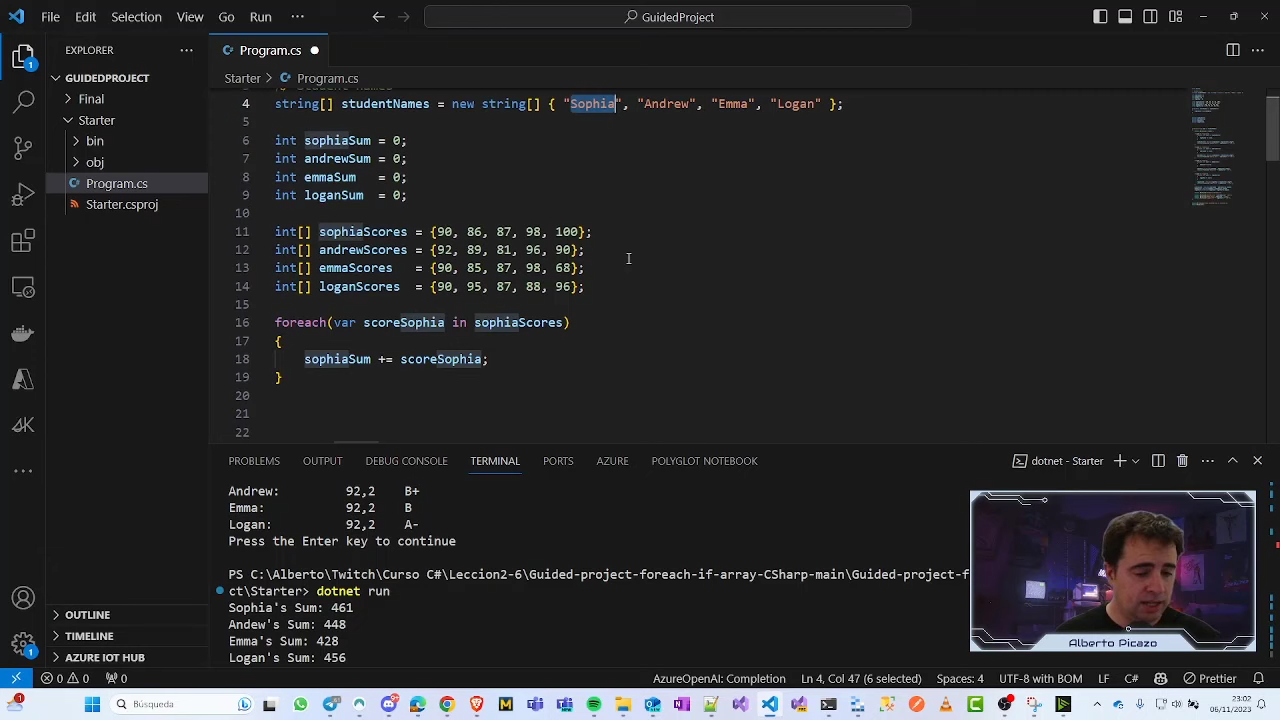 File Edit Selection View Go Run ··· GuidedProject
EXPLORER ···
GUIDEDPROJECT
Final
Starter
bin
obj
Program.cs
Starter.csproj
OUTLINE
TIMELINE
AZURE IOT HUB
Program.cs
Starter > Program.cs
4 string[] studentNames = new string[] { "Sophia", "Andrew", "Emma", "Logan" };
5
6 int sophiaSum = 0;
7 int andrewSum = 0;
8 int emmaSum = 0;
9 int loganSum = 0;
10
11 int[] sophiaScores = {90, 86, 87, 98, 100};
12 int[] andrewScores = {92, 89, 81, 96, 90};
13 int[] emmaScores = {90, 85, 87, 98, 68};
14 int[] loganScores = {90, 95, 87, 88, 96};
15
16 foreach(var scoreSophia in sophiaScores)
17 {
18 sophiaSum += scoreSophia;
19 }
20
21
22
PROBLEMS OUTPUT DEBUG CONSOLE TERMINAL PORTS AZURE POLYGLOT NOTEBOOK dotnet - Starter
Andrew: 92,2 B+
Emma: 92,2 B
Logan: 92,2 A-
Press the Enter key to continue
PS C:\Alberto\Twitch\Curso C#\Leccion2-6\Guided-project-foreach-if-array-CSharp-main\Guided-project-f
ct\Starter> dotnet run
Sophia's Sum: 461
Andew's Sum: 448
Emma's Sum: 428
Logan's Sum: 456
Alberto Picazo
0 0 0 AzureOpenAI: Completion Ln 4, Col 47 (6 selected) Spaces: 4 UTF-8 with BOM LF C# Prettier
Búsqueda
23:02
06/11/2023